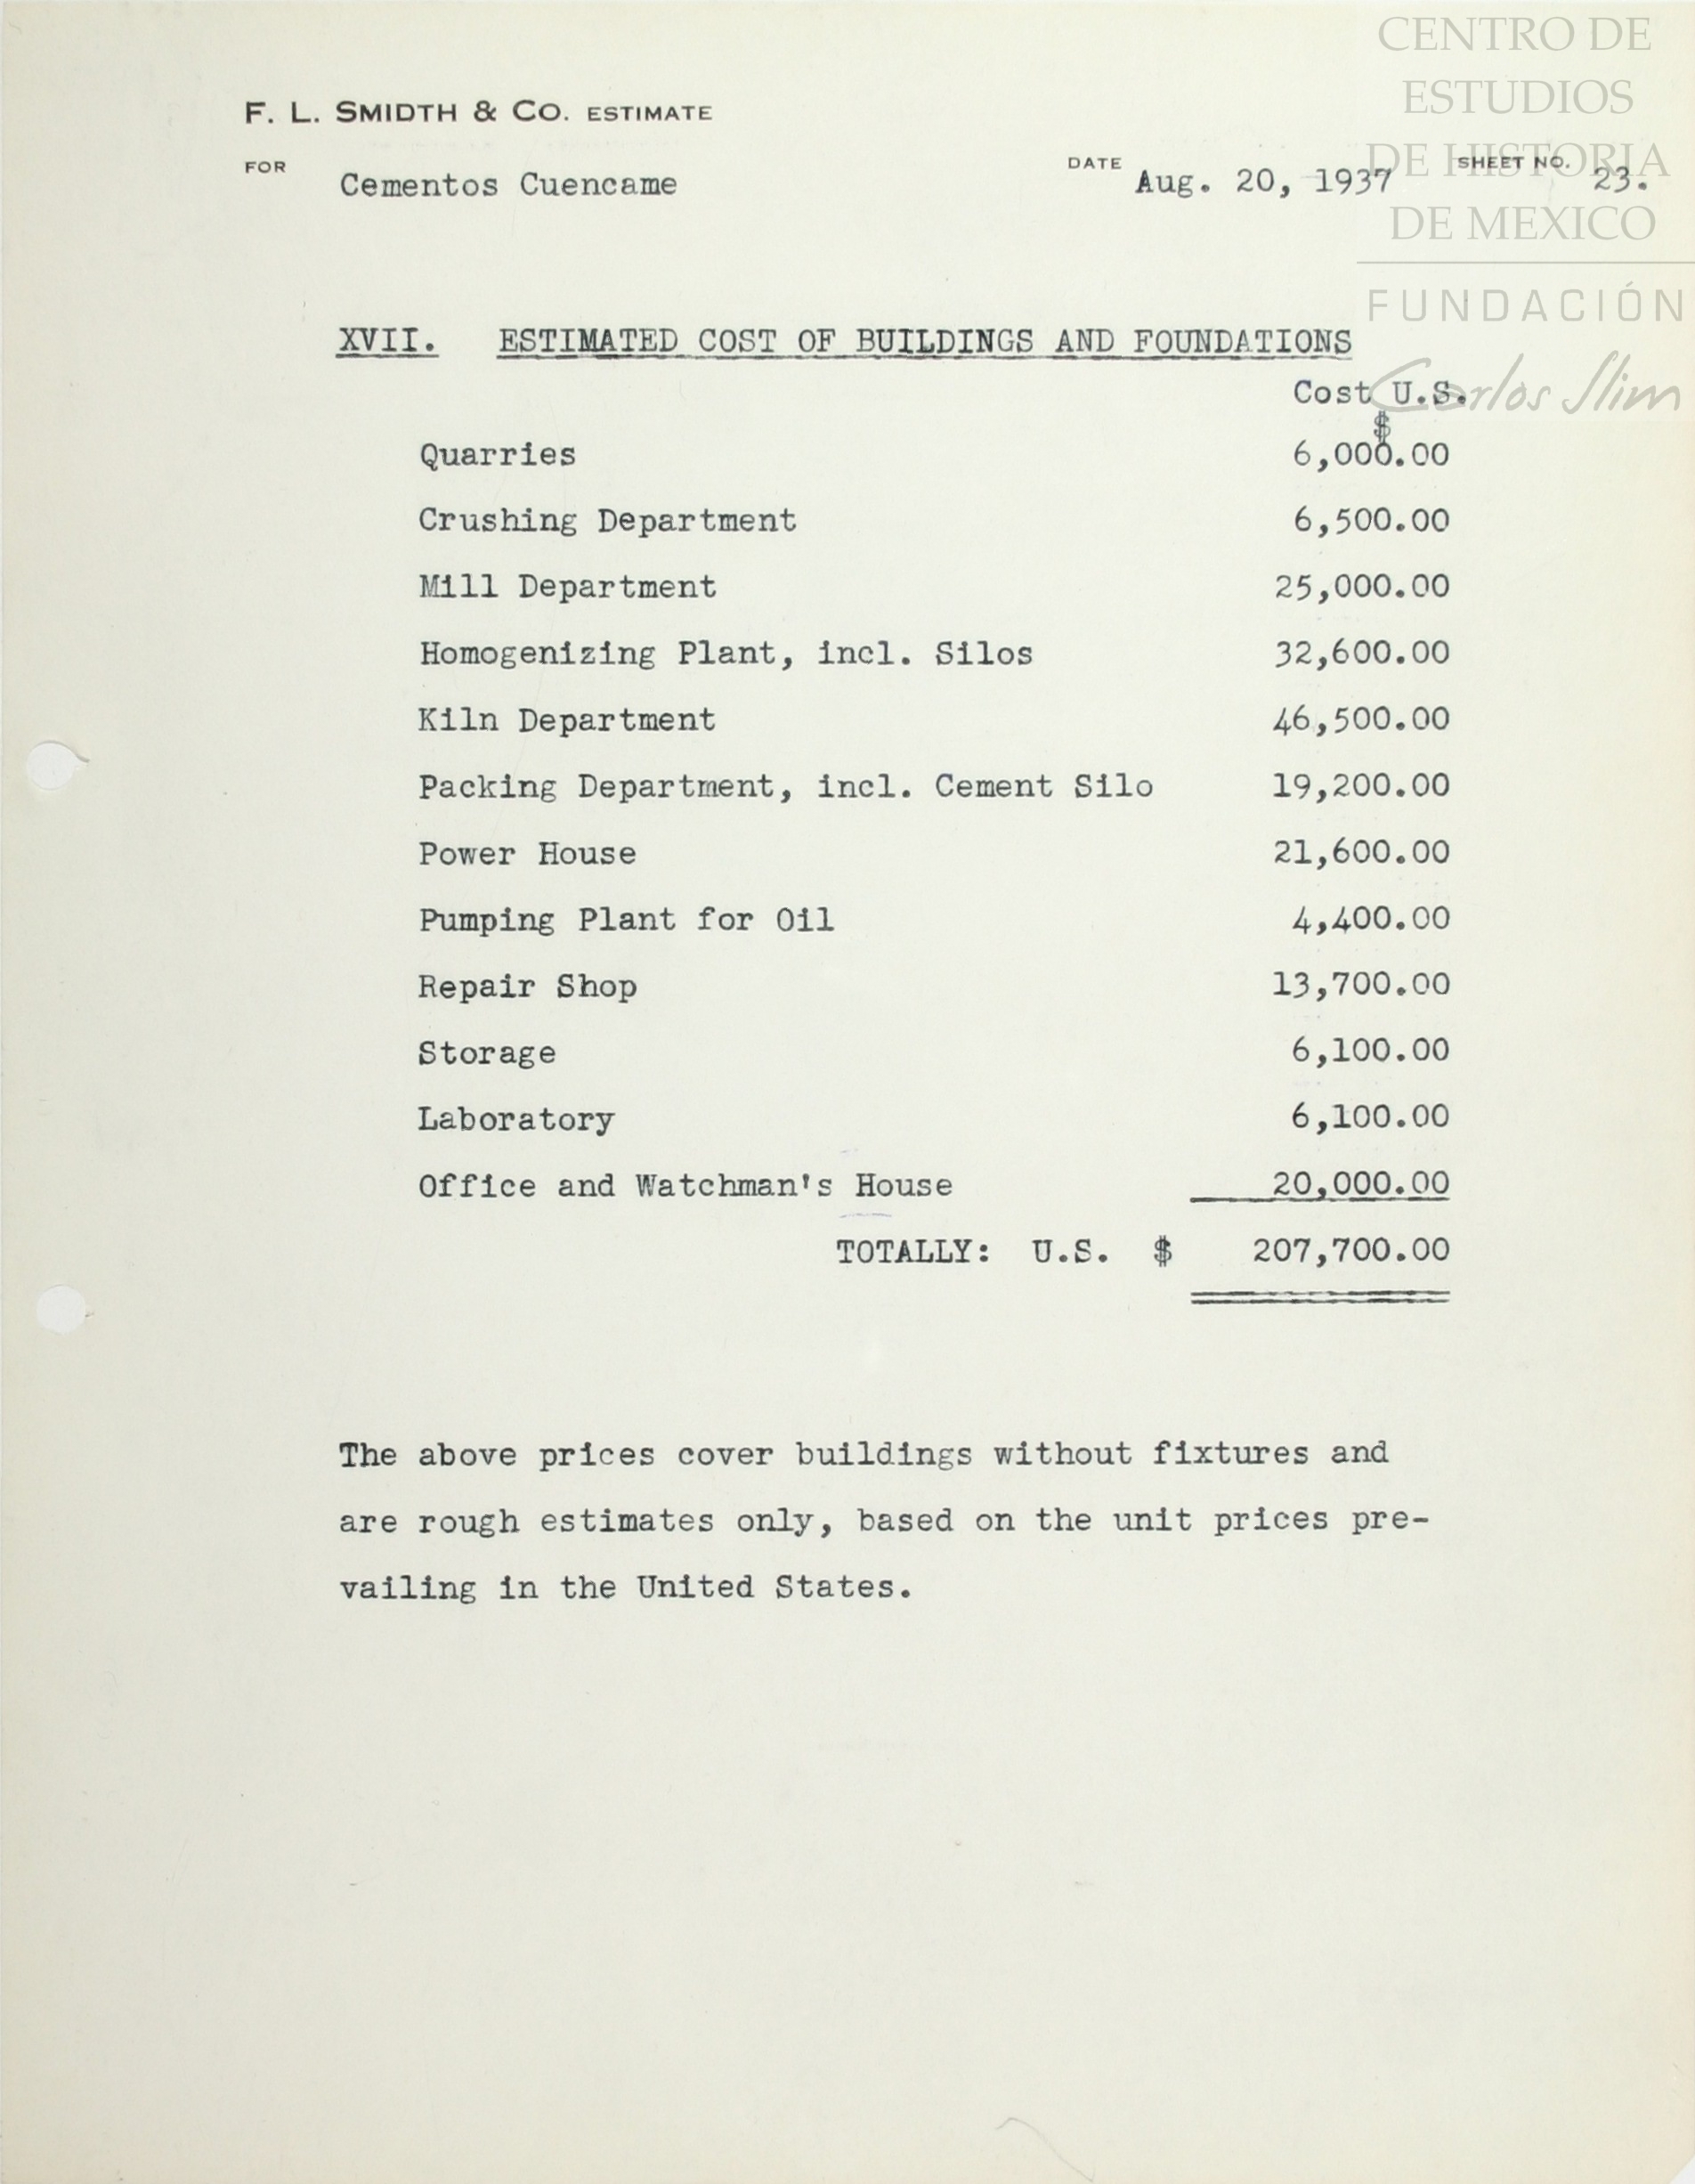 CENTRO DE
ESTUDIOS
DE HISTORIA
DE MEXICO
FUNDACIÓN
Carlos Slim
F. L. SMIDTH & CO. ESTIMATE
FOR Cementos Cuencame DATE Aug. 20, 1937 SHEET NO. 23.
XVII. ESTIMATED COST OF BUILDINGS AND FOUNDATIONS
Cost U.S.
$
Quarries 6,000.00
Crushing Department 6,500.00
Mill Department 25,000.00
Homogenizing Plant, incl. Silos 32,600.00
Kiln Department 46,500.00
Packing Department, incl. Cement Silo 19,200.00
Power House 21,600.00
Pumping Plant for Oil 4,400.00
Repair Shop 13,700.00
Storage 6,100.00
Laboratory 6,100.00
Office and Watchman's House 20,000.00
TOTALLY: U.S. $ 207,700.00
The above prices cover buildings without fixtures and
are rough estimates only, based on the unit prices pre-
vailing in the United States.